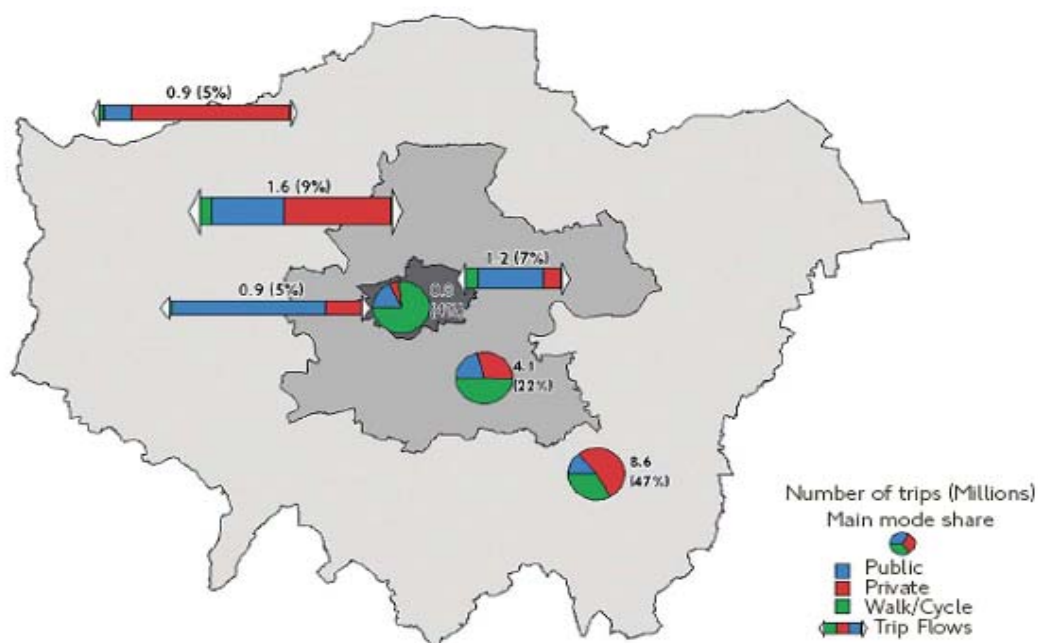 0.9 (5%)
1.6 (9%)
1.2 (7%)
0.9 (5%)
4.1
(22%)
8.6
(47%)
Number of trips (Millions)
Main mode share
Public
Private
Walk/Cycle
Trip Flows